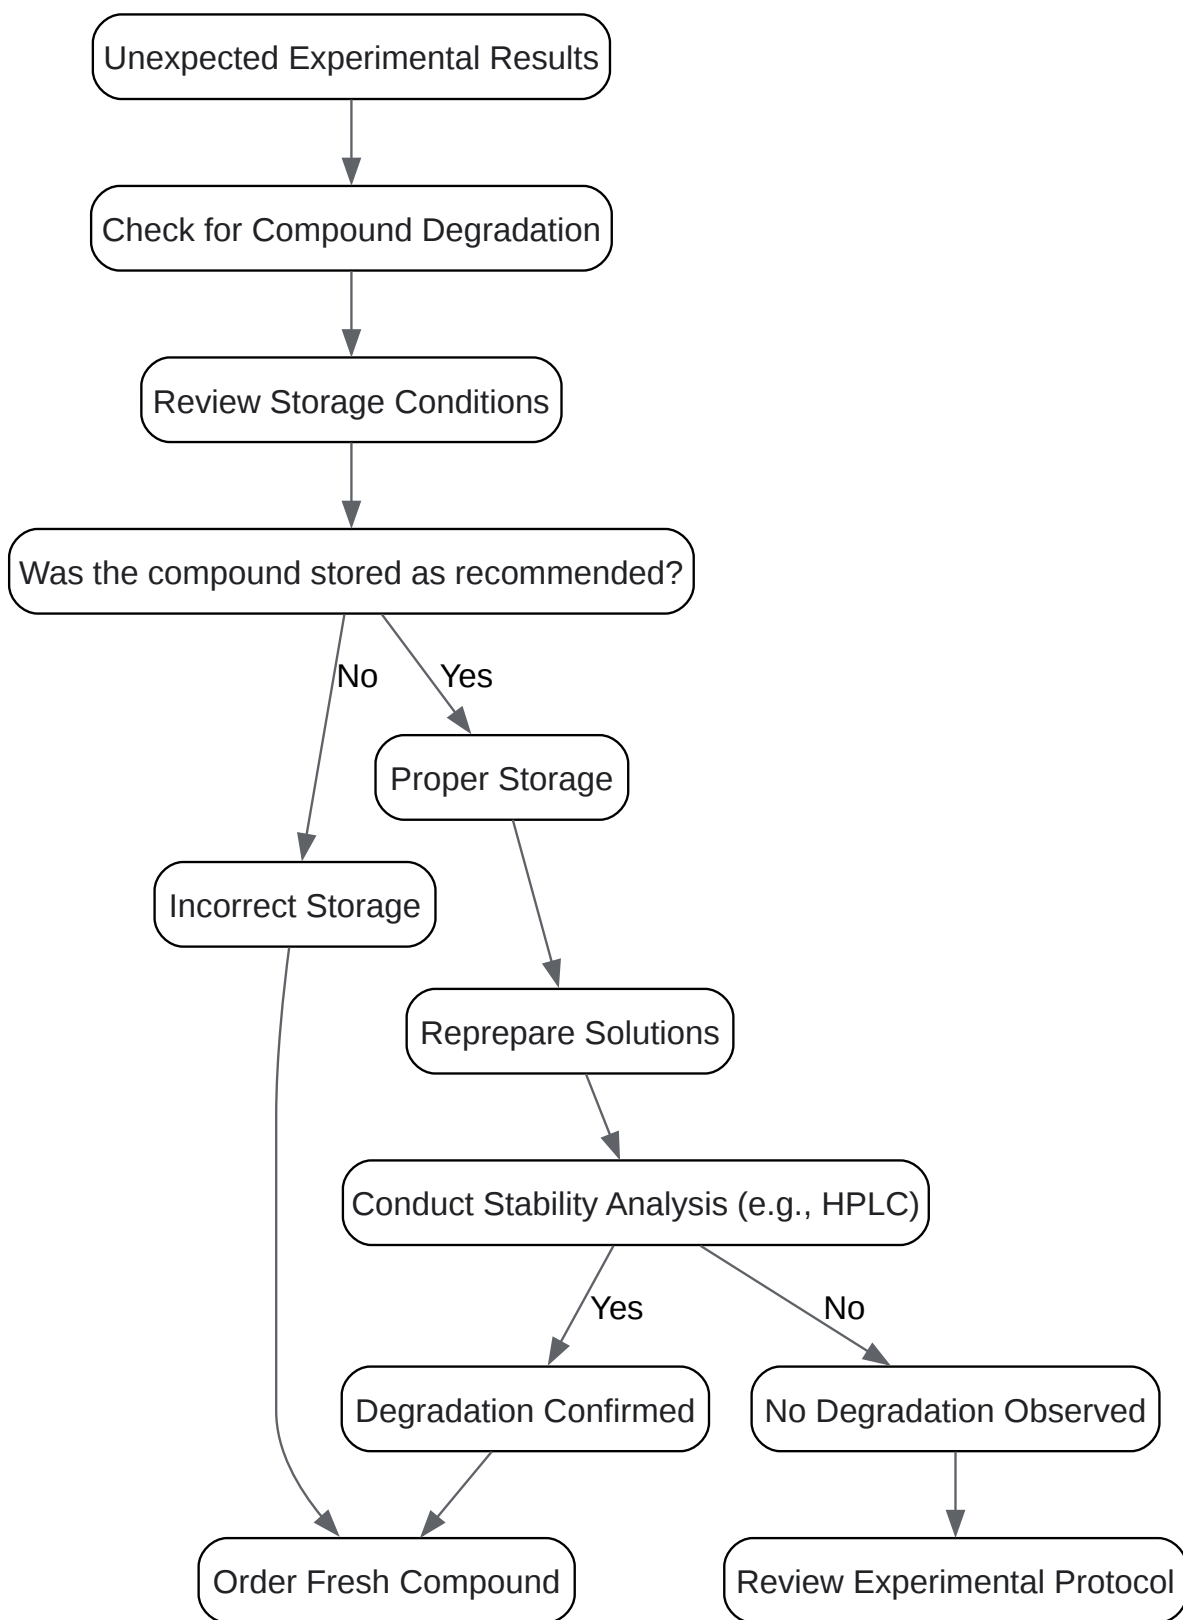 Unexpected Experimental Results
Check for Compound Degradation
Review Storage Conditions
Was the compound stored as recommended?
No
Yes
Proper Storage
Incorrect Storage
Reprepare Solutions
Conduct Stability Analysis (e.g., HPLC)
Yes
No
Degradation Confirmed
No Degradation Observed
Order Fresh Compound
Review Experimental Protocol